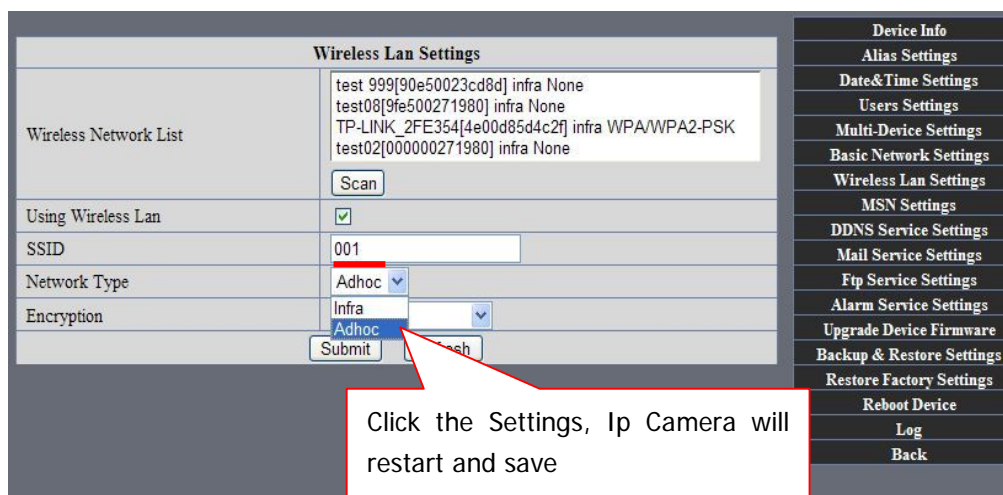 Wireless Lan Settings
Wireless Network List
test 999[90e50023cd8d] infra None
test08[9fe500271980] infra None
TP-LINK_2FE354[4e00d85d4c2f] infra WPA/WPA2-PSK
test02[000000271980] infra None
Scan
Using Wireless Lan
SSID
001
Network Type
Adhoc
Infra
Adhoc
Encryption
Submit
Click the Settings, Ip Camera will
restart and save
Device Info
Alias Settings
Date&Time Settings
Users Settings
Multi-Device Settings
Basic Network Settings
Wireless Lan Settings
MSN Settings
DDNS Service Settings
Mail Service Settings
Ftp Service Settings
Alarm Service Settings
Upgrade Device Firmware
Backup & Restore Settings
Restore Factory Settings
Reboot Device
Log
Back